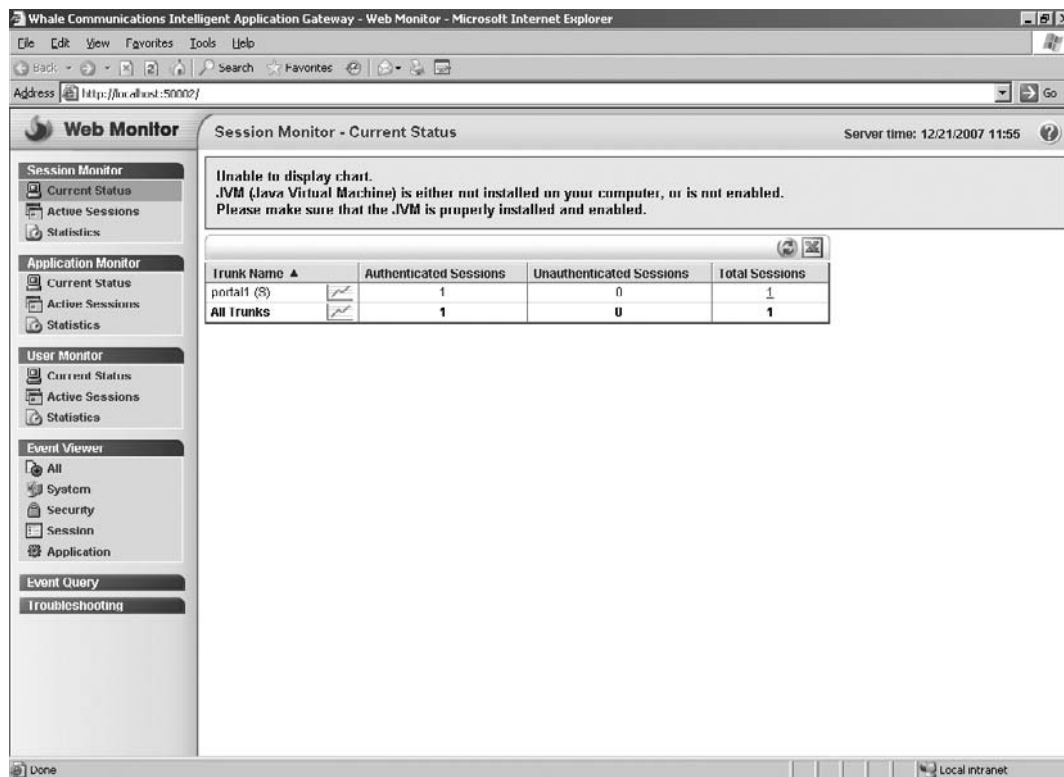 Whale Communications Intelligent Application Gateway - Web Monitor - Microsoft Internet Explorer
File Edit View Favorites Tools Help
Back Search Favorites
Address http://localhost:50002/ Go
Web Monitor
Session Monitor - Current Status
Server time: 12/21/2007 11:55
Session Monitor
Current Status
Active Sessions
Statistics
Application Monitor
Current Status
Active Sessions
Statistics
User Monitor
Current Status
Active Sessions
Statistics
Event Viewer
All
System
Security
Session
Application
Event Query
Troubleshooting
Unable to display chart.
JVM (Java Virtual Machine) is either not installed on your computer, or is not enabled.
Please make sure that the JVM is properly installed and enabled.
Trunk Name ▲ Authenticated Sessions Unauthenticated Sessions Total Sessions
portal1 (S) 1 0 1
All Trunks 1 0 1
Done
Local intranet